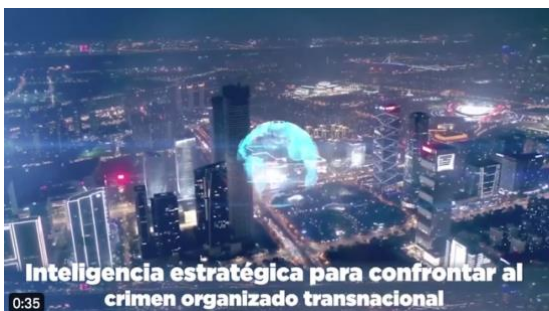 Inteligencia estratégica para confrontar al
crimen organizado transnacional
0:35